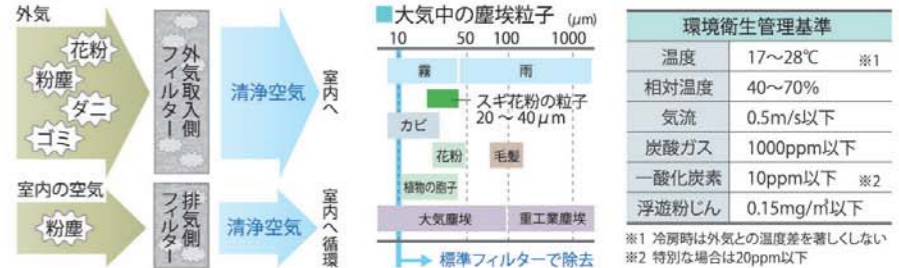 外気
花粉
粉塵
ダニ
ゴミ
外気取入側
フィルター
清浄空気
室内へ
室内の空気
粉塵
排気側
フィルター
清浄空気
室内へ循環
■大気中の塵埃粒子 (μm)
10 50 100 1000
霧 雨
スギ花粉の粒子
20～40μm
カビ
花粉 毛髪
植物の胞子
大気塵埃 重工業塵埃
標準フィルターで除去
環境衛生管理基準
温度 17～28℃ ※1
相対温度 40～70%
気流 0.5m/s以下
炭酸ガス 1000ppm以下
一酸化炭素 10ppm以下 ※2
浮遊粉じん 0.15mg/㎥以下
※1 冷房時は外気との温度差を著しくしない
※2 特別な場合は20ppm以下